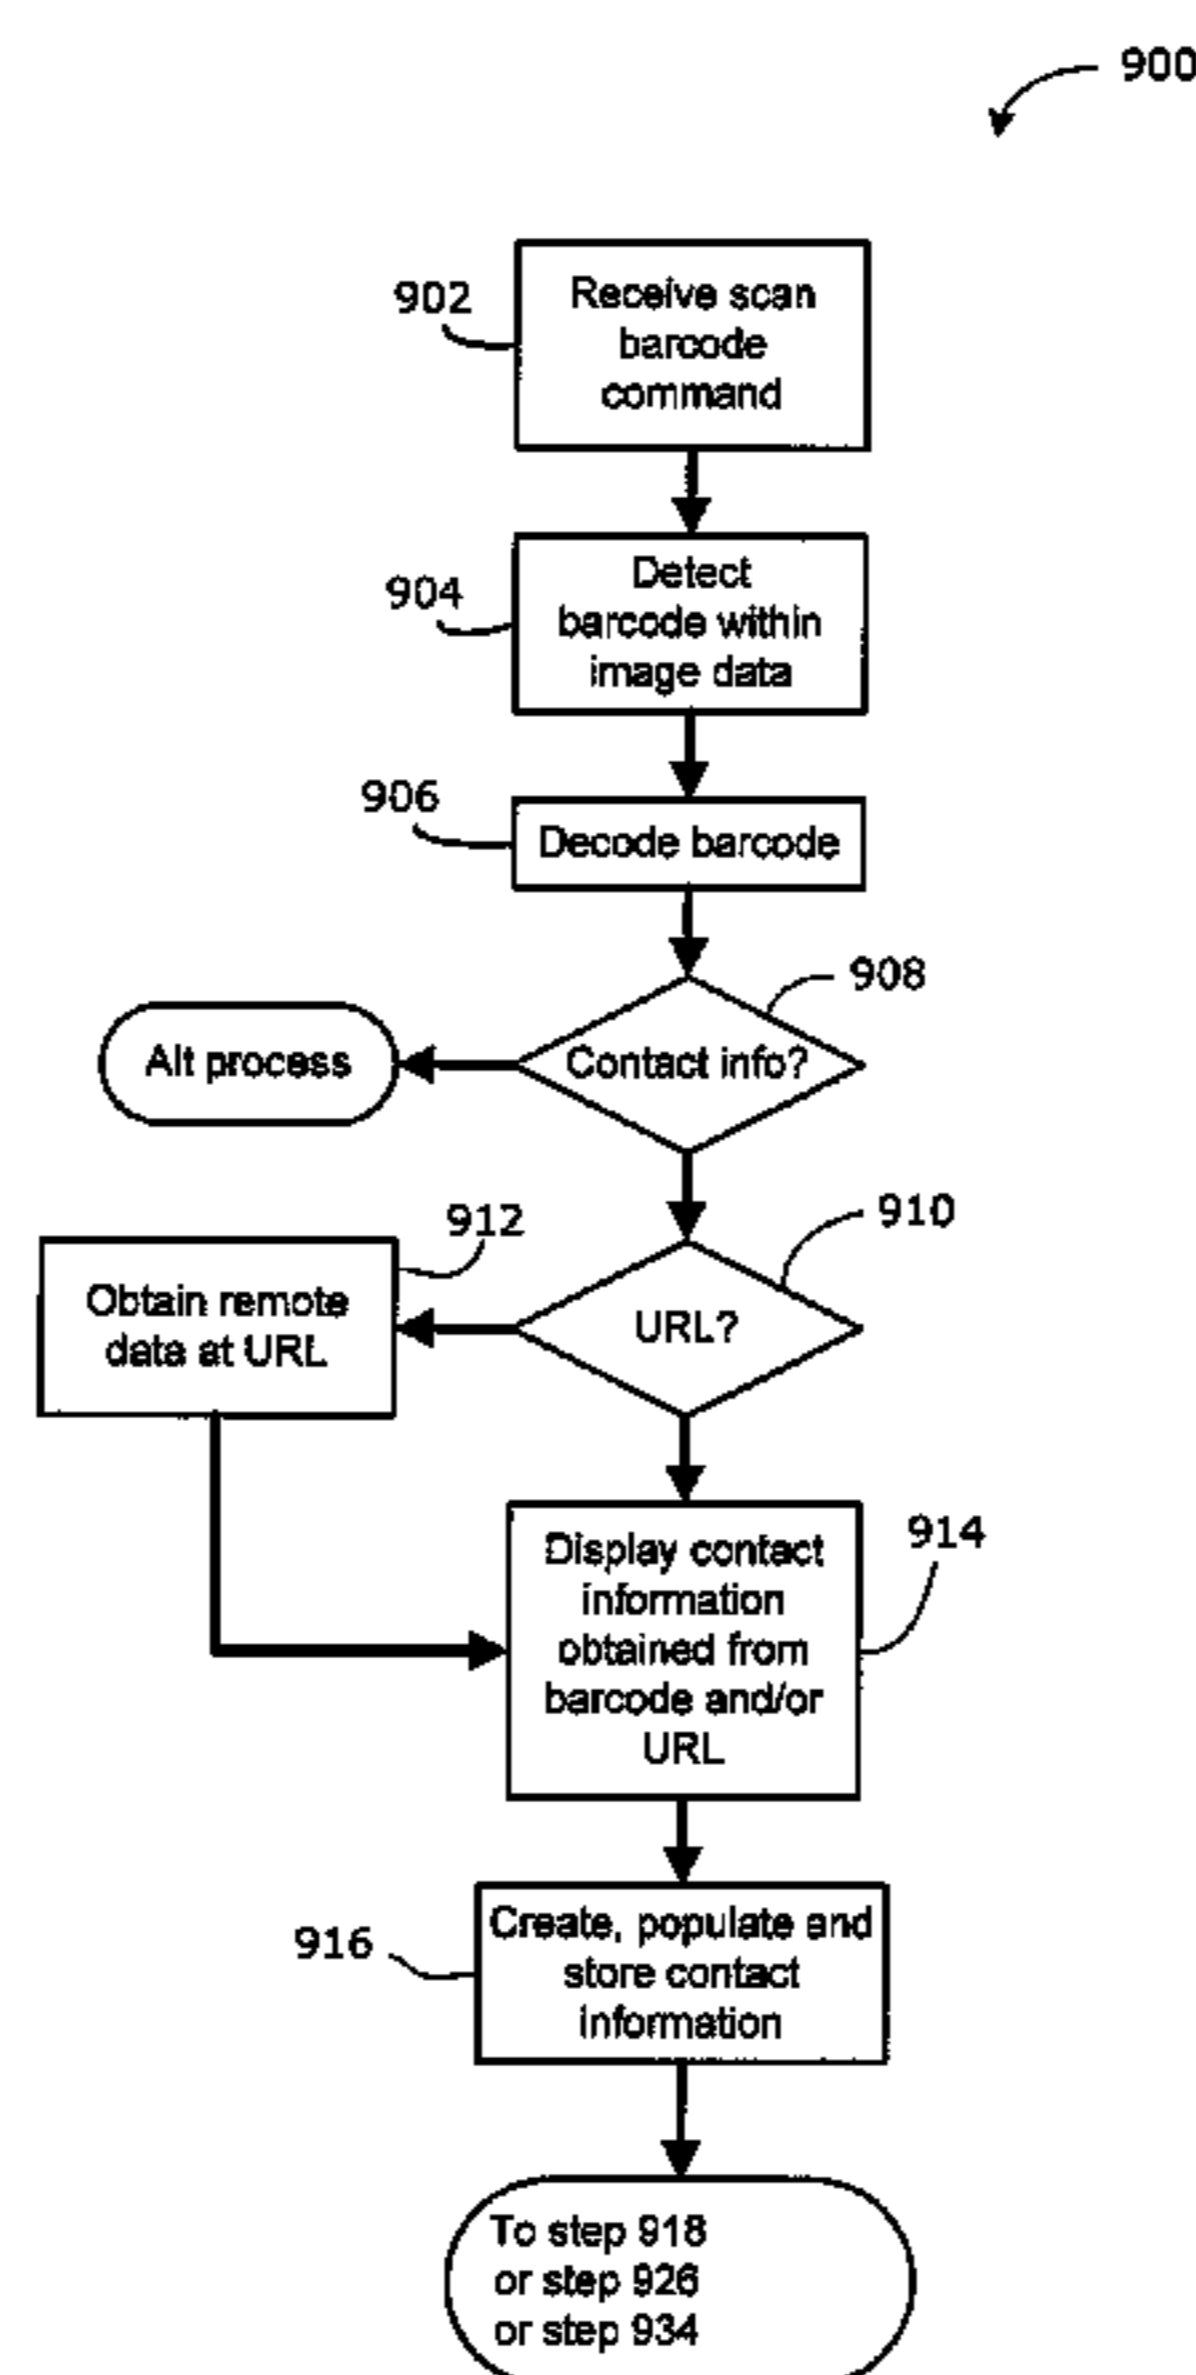 900
902
Receive scan
barcode
command
904
Detect
barcode within
image data
906
Decode barcode
908
Contact info?
Alt process
910
URL?
912
Obtain remote
data at URL
914
Display contact
information
obtained from
barcode and/or
URL
916
Create, populate and
store contact
information
To step 918
or step 926
or step 934